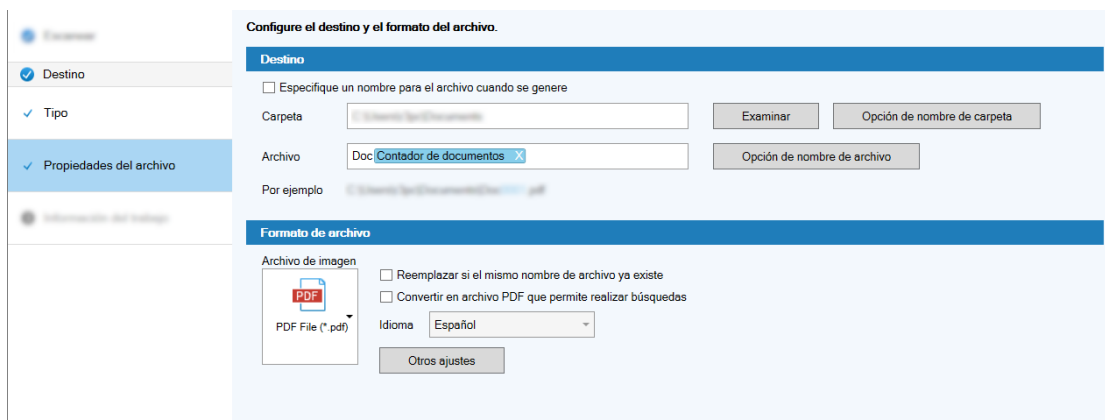 Configure el destino y el formato del archivo.
Destino
Destino
Especifique un nombre para el archivo cuando se genere
Tipo
Carpeta
Examinar
Opción de nombre de carpeta
Propiedades del archivo
Archivo
Doc Contador de documentos X
Opción de nombre de archivo
Por ejemplo
Formato de archivo
Archivo de imagen
Reemplazar si el mismo nombre de archivo ya existe
Convertir en archivo PDF que permite realizar búsquedas
PDF
PDF File (*.pdf)
Idioma
Español
Otros ajustes